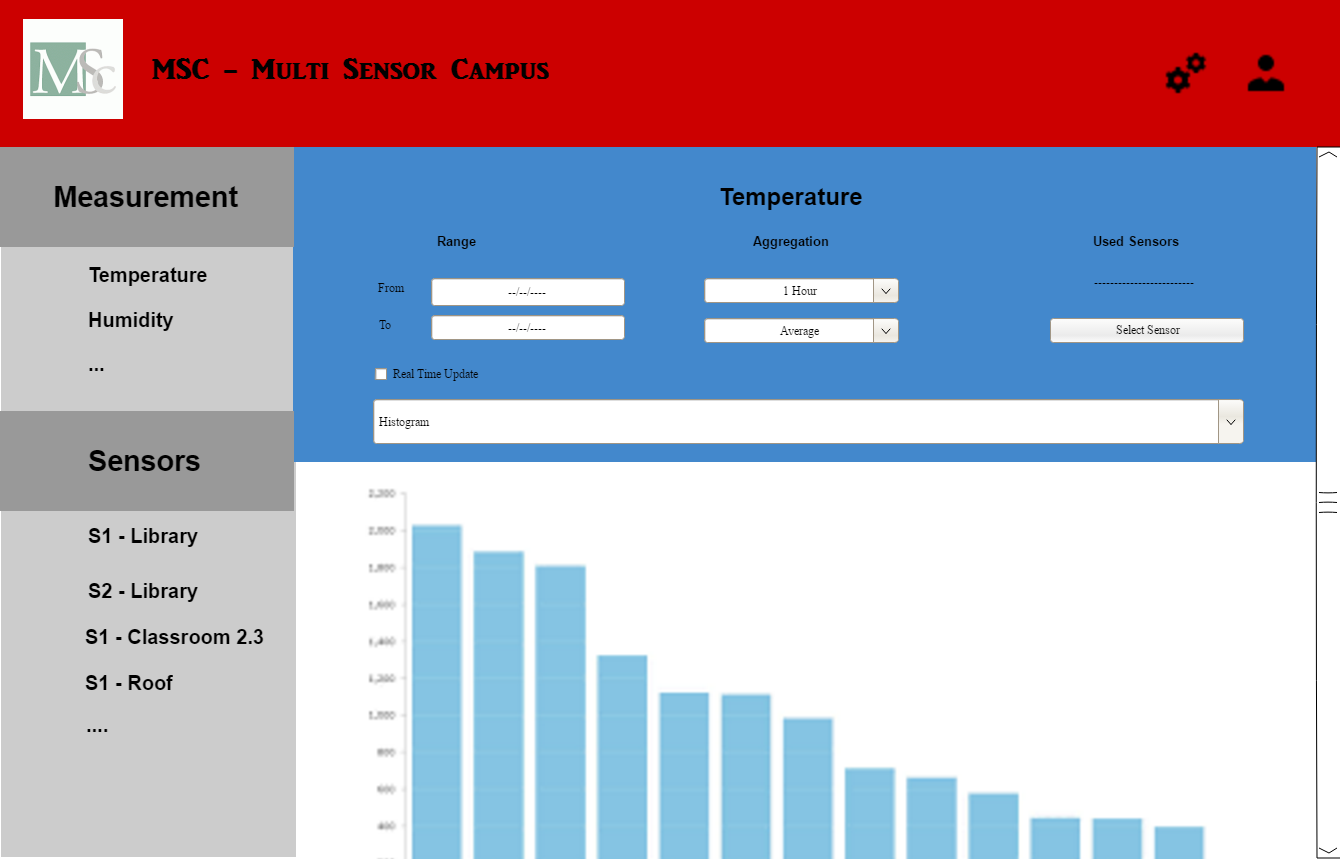 MSc
MSC - Multi Sensor Campus
Measurement
Temperature
Humidity
...
Sensors
S1 - Library
S2 - Library
S1 - Classroom 2.3
S1 - Roof
....
Temperature
Range
Aggregation
Used Sensors
From
--/--/----
1 Hour
-------------------------
To
--/--/----
Average
Select Sensor
Real Time Update
Histogram
2,200
2,000
1,800
1,600
1,400
1,200
1,000
800
600
400